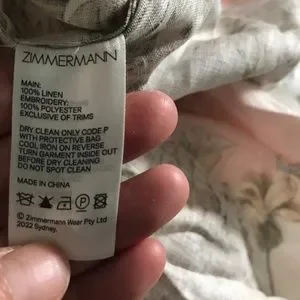 ZIMMERMANN
MAIN:
100% LINEN
EMBROIDERY:
100% POLYESTER
EXCLUSIVE OF TRIMS
DRY CLEAN ONLY CODE P
WITH PROTECTIVE BAG
COOL IRON ON REVERSE
TURN GARMENT INSIDE OUT
BEFORE DRY CLEANING
DO NOT SPOT CLEAN
MADE IN CHINA
© Zimmermann Wear Pty Ltd
2022 Sydney.